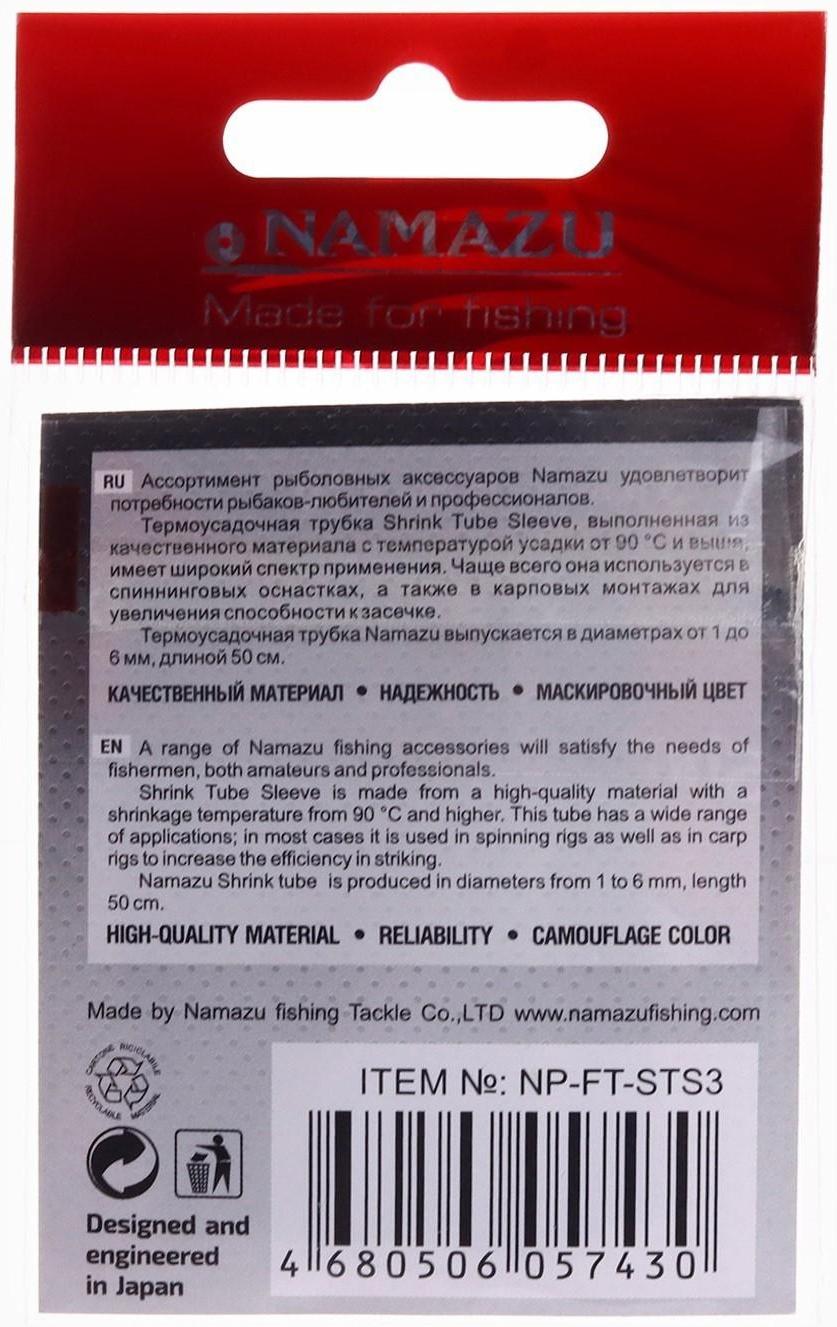 NAMAZU
Made for fishing
RU Ассортимент рыболовных аксессуаров Namazu удовлетворит
потребности рыбаков-любителей и профессионалов.
Термоусадочная трубка Shrink Tube Sleeve, выполненная из
качественного материала с температурой усадки от 90 °C и выше,
имеет широкий спектр применения. Чаще всего она используется в
спиннинговых оснастках, а также в карповых монтажах для
увеличения способности к засечке.
Термоусадочная трубка Namazu выпускается в диаметрах от 1 до
6 мм, длиной 50 см.
КАЧЕСТВЕННЫЙ МАТЕРИАЛ • НАДЕЖНОСТЬ • МАСКИРОВОЧНЫЙ ЦВЕТ
EN A range of Namazu fishing accessories will satisfy the needs of
fishermen, both amateurs and professionals.
Shrink Tube Sleeve is made from a high-quality material with a
shrinkage temperature from 90 °C and higher. This tube has a wide range
of applications; in most cases it is used in spinning rigs as well as in carp
rigs to increase the efficiency in striking.
Namazu Shrink tube is produced in diameters from 1 to 6 mm, length
50 cm.
HIGH-QUALITY MATERIAL • RELIABILITY • CAMOUFLAGE COLOR
Made by Namazu fishing Tackle Co.,LTD www.namazufishing.com
CARTONE RICICLABILE
RECYCLABLE MATERIAL
ITEM №: NP-FT-STS3
4 680506 057430
Designed and
engineered
in Japan